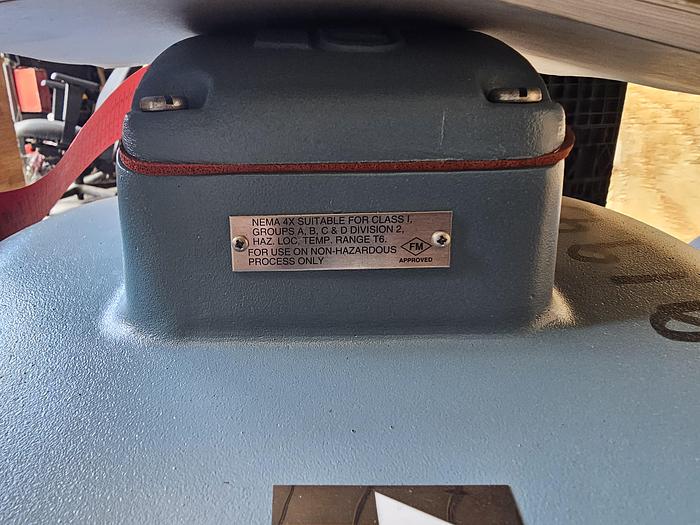 NEMA 4X SUITABLE FOR CLASS I,
GROUPS A, B, C & D DIVISION 2,
HAZ. LOC. TEMP. RANGE T6.
FOR USE ON NON-HAZARDOUS
PROCESS ONLY
FM
APPROVED